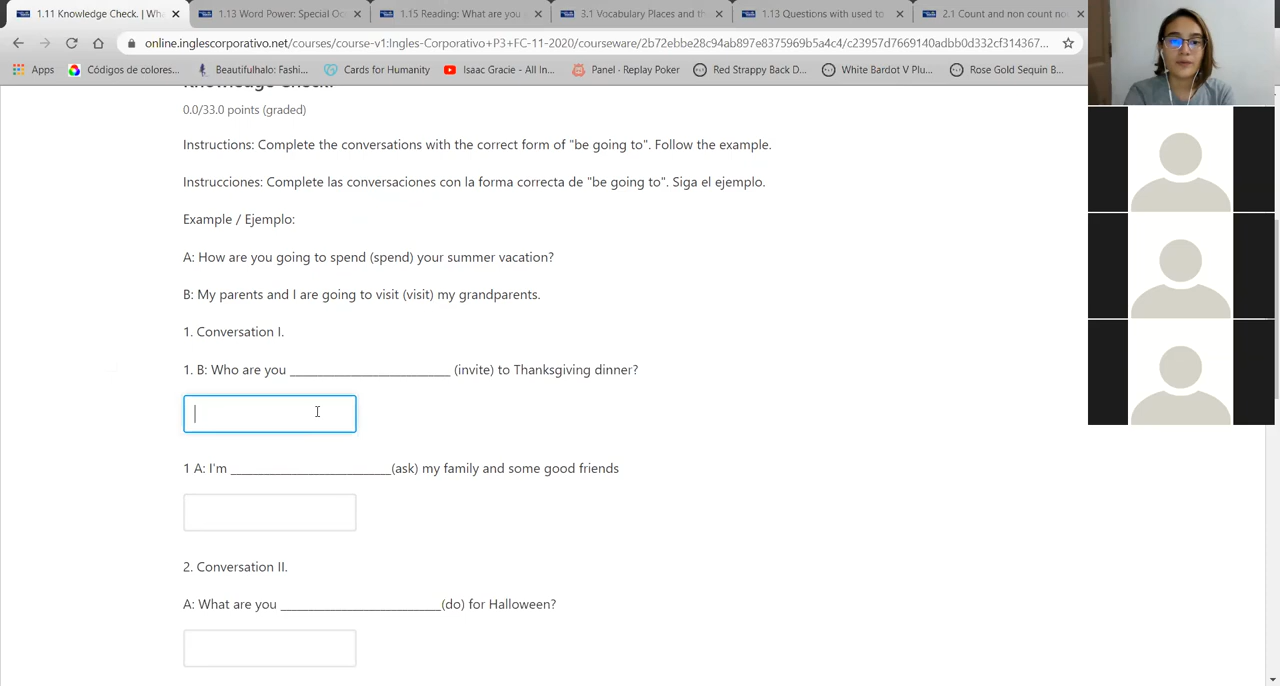 1.11 Knowledge Check. | Wha
1.13 Word Power: Special Oc
1.15 Reading: What are you
3.1 Vocabulary Places and th
1.13 Questions with used to
2.1 Count and non count no
online.inglescorporativo.net/courses/course-v1:Ingles-Corporativo+P3+FC-11-2020/courseware/2b72ebbe28c94ab897e8375969b5a4c4/c23957d7669140adbb0d332cf314367...
Apps
Códigos de colores...
Beautifulhalo: Fashi...
Cards for Humanity
Isaac Gracie - All In...
Panel - Replay Poker
Red Strappy Back D...
White Bardot V Plu...
Rose Gold Sequin B...
Knowledge Check.
0.0/33.0 points (graded)
Instructions: Complete the conversations with the correct form of "be going to". Follow the example.
Instrucciones: Complete las conversaciones con la forma correcta de "be going to". Siga el ejemplo.
Example / Ejemplo:
A: How are you going to spend (spend) your summer vacation?
B: My parents and I are going to visit (visit) my grandparents.
1. Conversation I.
1. B: Who are you ______________________ (invite) to Thanksgiving dinner?
1 A: I'm ______________________(ask) my family and some good friends
2. Conversation II.
A: What are you ______________________(do) for Halloween?